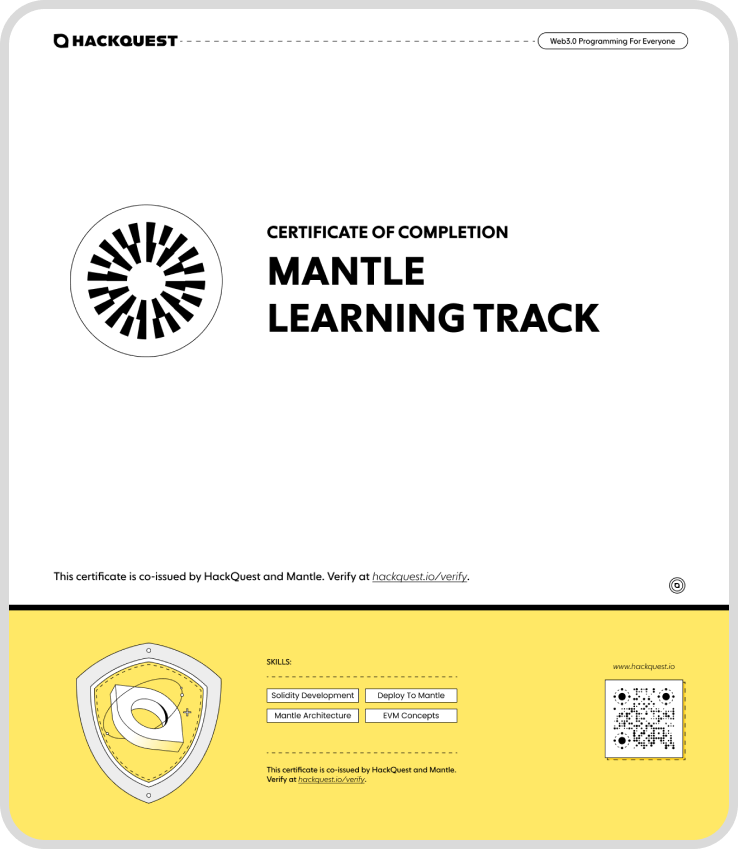 HACKQUEST
Web3.0 Programming For Everyone
CERTIFICATE OF COMPLETION
MANTLE
LEARNING TRACK
This certificate is co-issued by HackQuest and Mantle. Verify at hackquest.io/verify.
SKILLS:
Solidity Development
Deploy To Mantle
Mantle Architecture
EVM Concepts
This certificate is co-issued by HackQuest and Mantle.
Verify at hackquest.io/verify.
www.hackquest.io